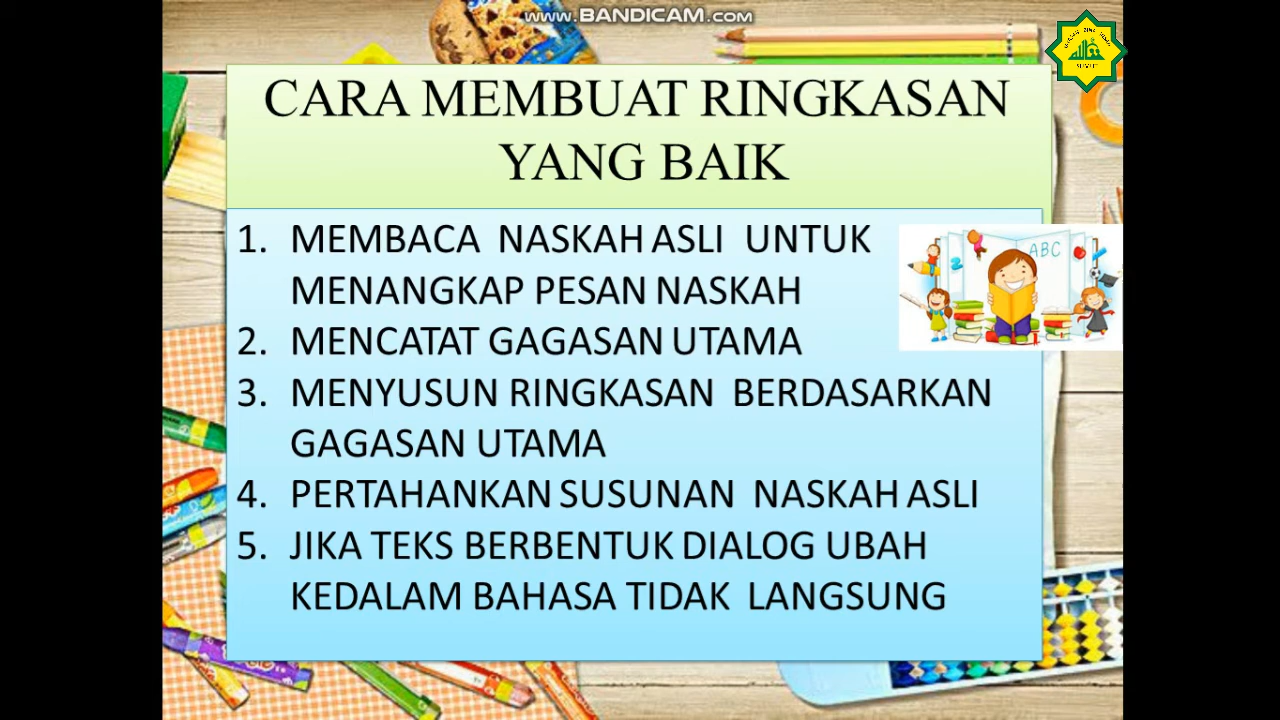 www.BANDICAM.com
CARA MEMBUAT RINGKASAN
YANG BAIK
1. MEMBACA NASKAH ASLI UNTUK
MENANGKAP PESAN NASKAH
2. MENCATAT GAGASAN UTAMA
3. MENYUSUN RINGKASAN BERDASARKAN
GAGASAN UTAMA
4. PERTAHANKAN SUSUNAN NASKAH ASLI
5. JIKA TEKS BERBENTUK DIALOG UBAH
KEDALAM BAHASA TIDAK LANGSUNG
ABC